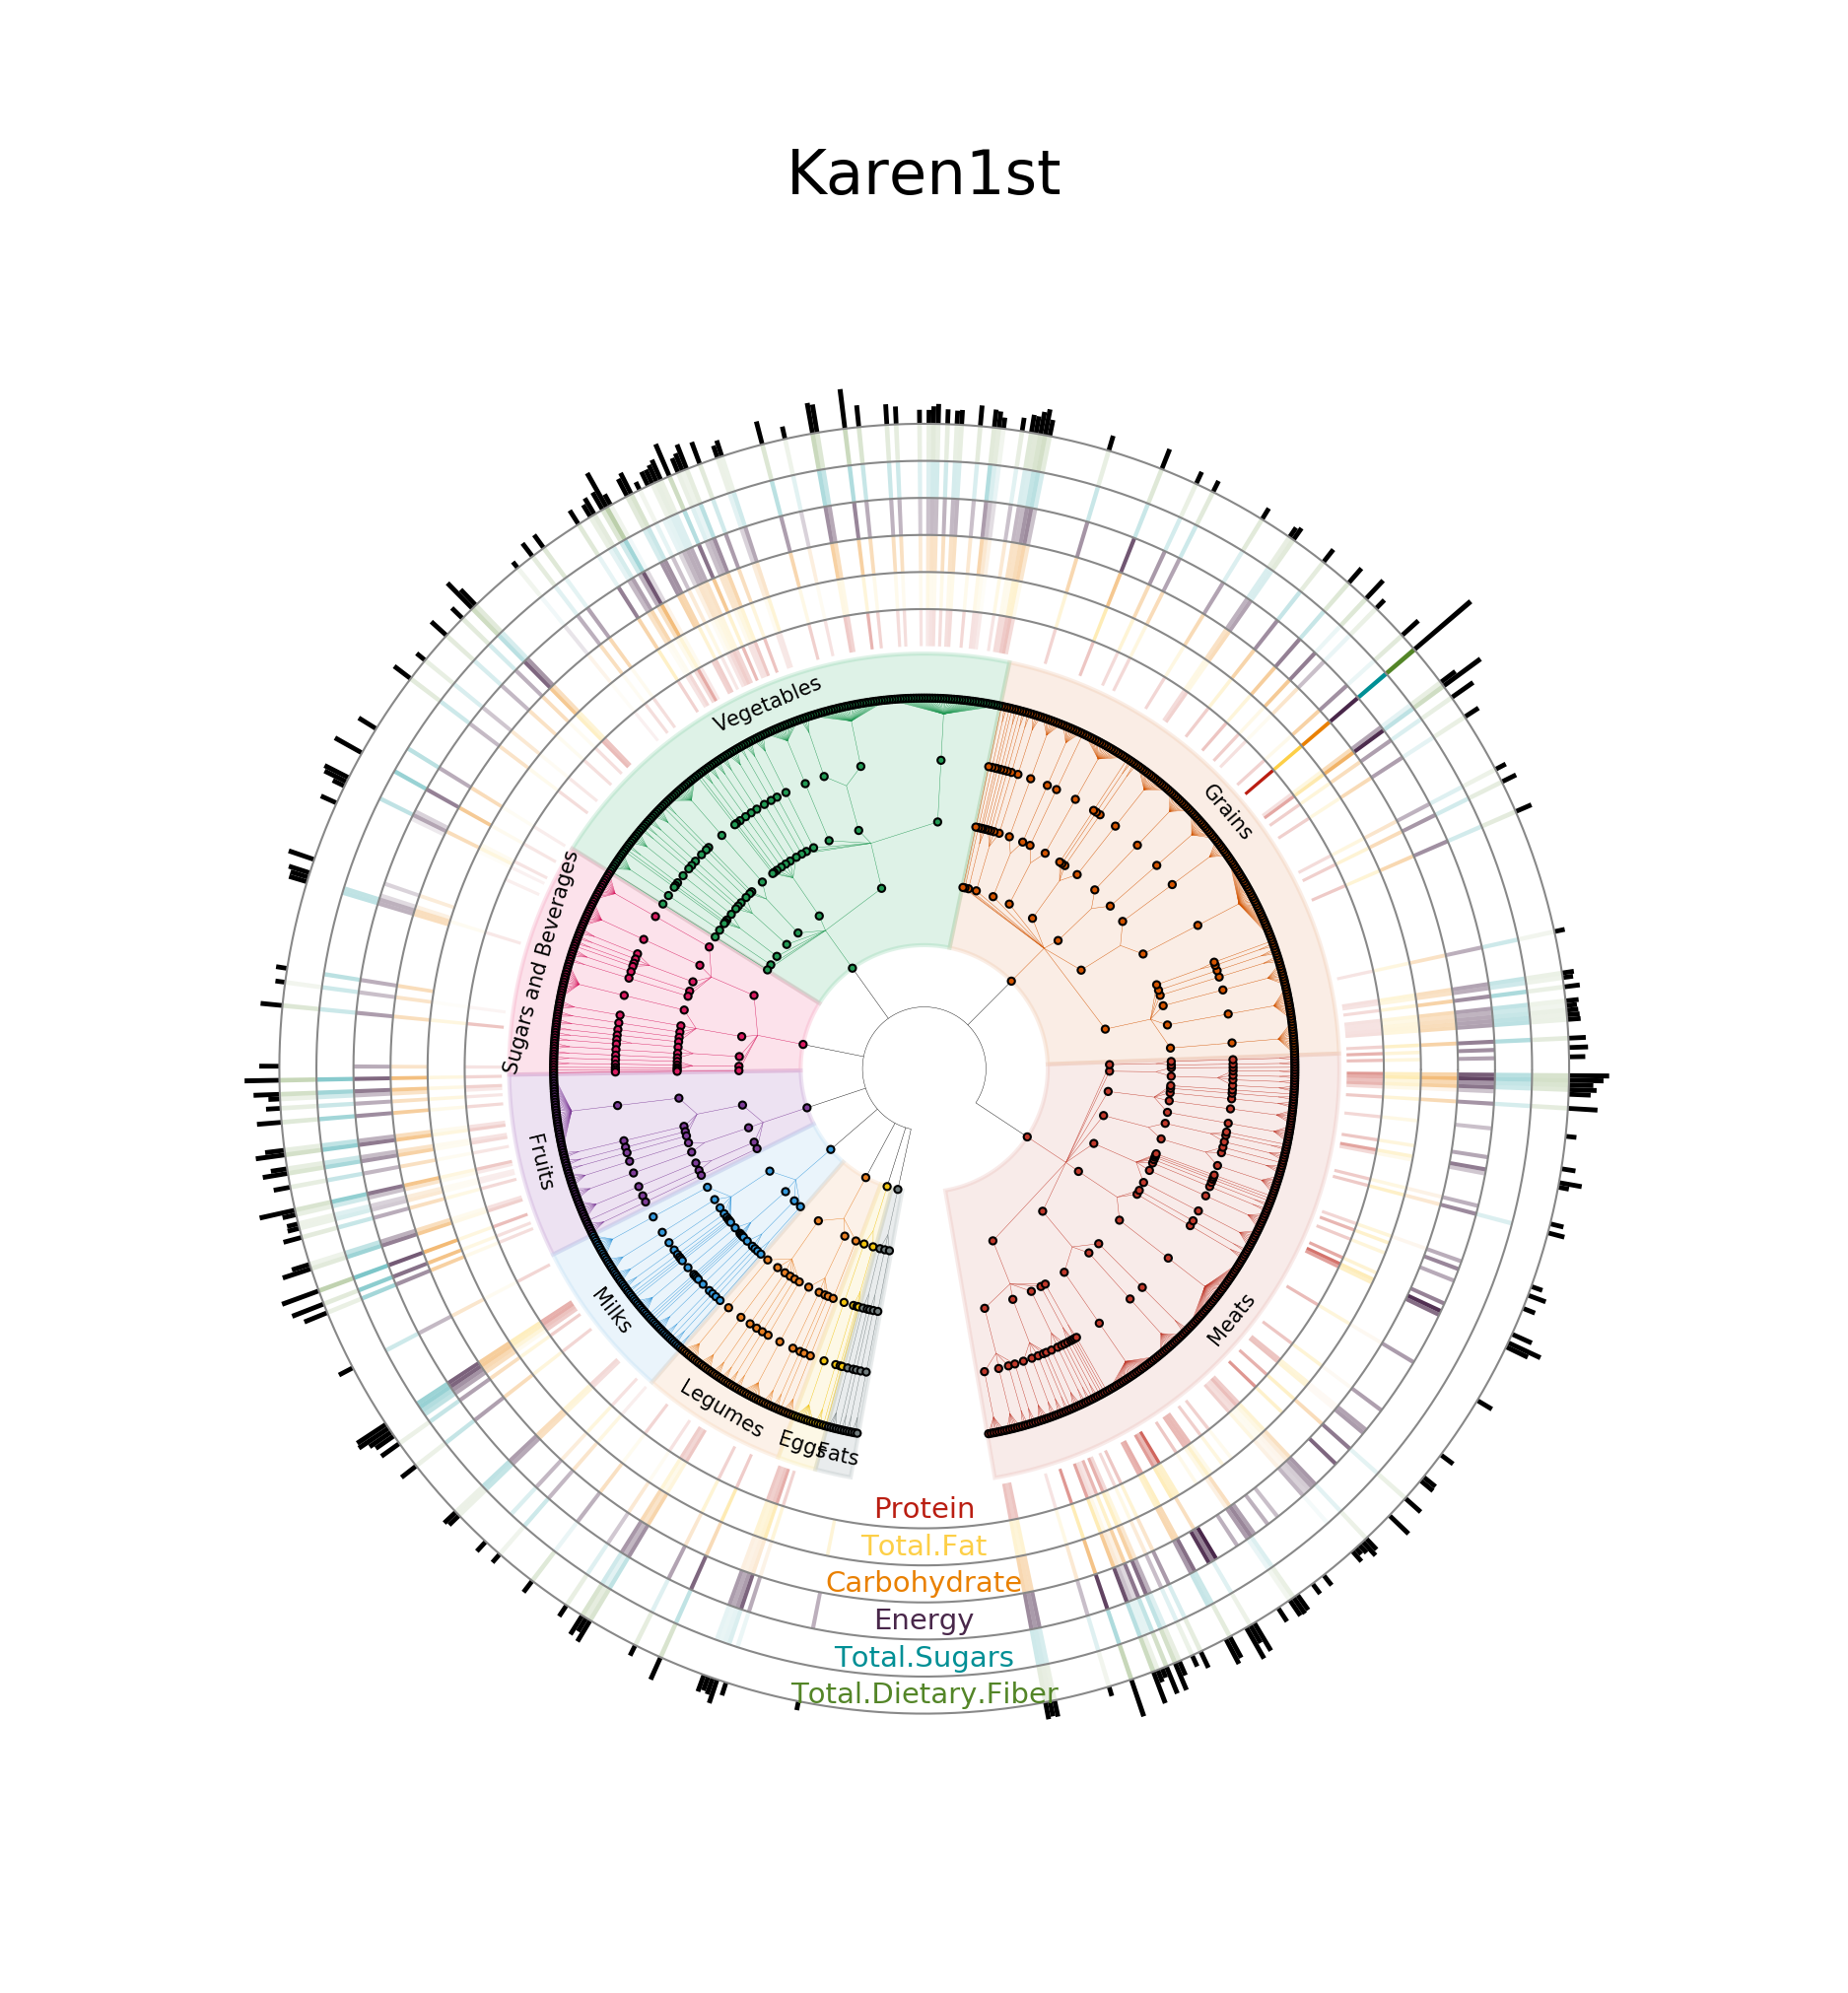 Karen1st
Vegetables
Grains
Sugars and Beverages
Fruits
Milks
Meats
Legumes
Eggs
Fats
Protein
Total.Fat
Carbohydrate
Energy
Total.Sugars
Total.Dietary.Fiber